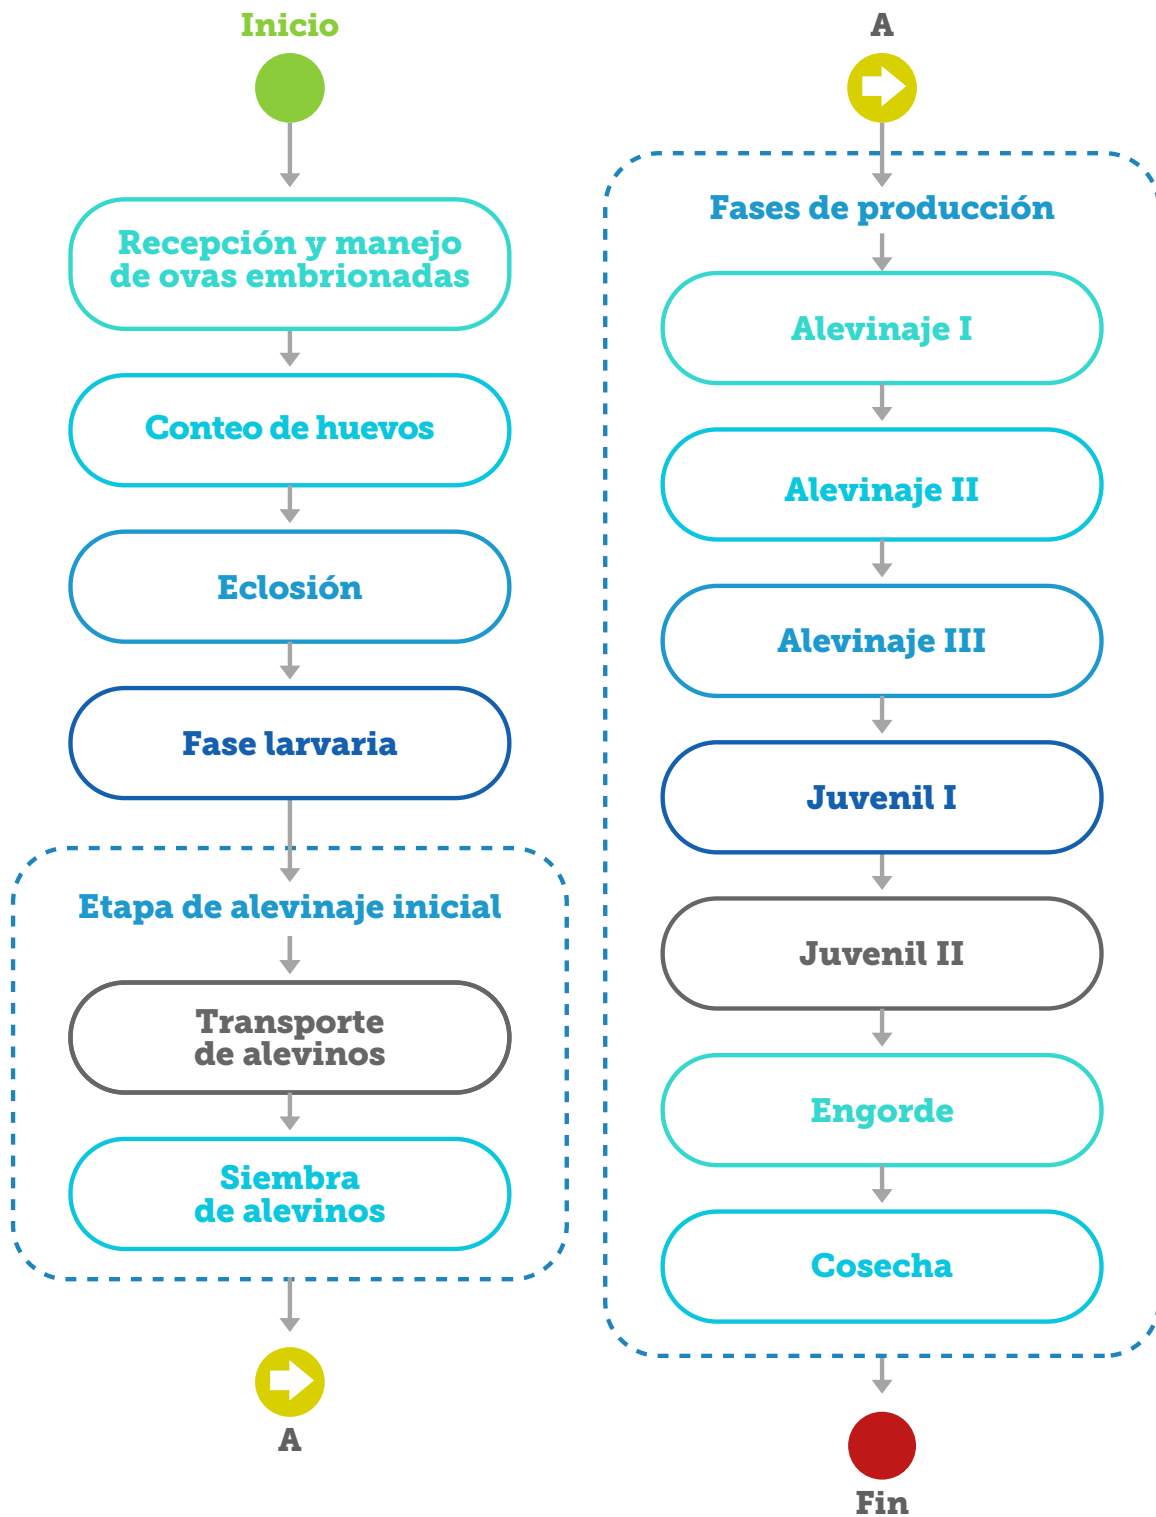 Inicio
Recepción y manejo
de ovas embrionadas
Conteo de huevos
Eclosión
Fase larvaria
Etapa de alevinaje inicial
Transporte
de alevinos
Siembra
de alevinos
A
A
Fases de producción
Alevinaje I
Alevinaje II
Alevinaje III
Juvenil I
Juvenil II
Engorde
Cosecha
Fin